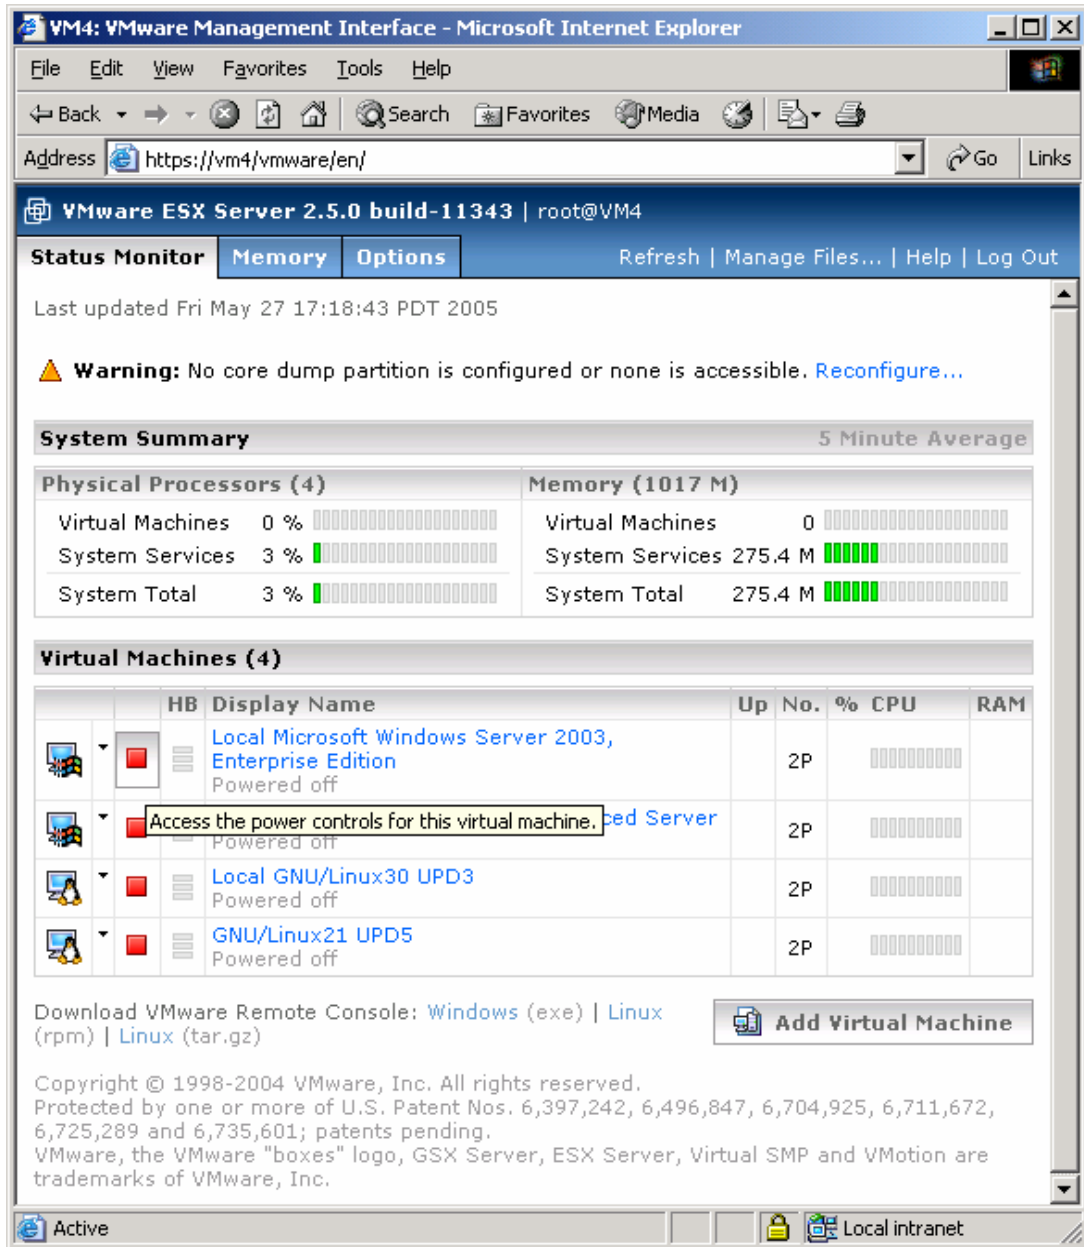 VM4: VMware Management Interface - Microsoft Internet Explorer
File Edit View Favorites Tools Help
Back Search Favorites Media
Address https://vm4/vmware/en/ Go Links
VMware ESX Server 2.5.0 build-11343 | root@VM4
Status Monitor Memory Options Refresh | Manage Files... | Help | Log Out
Last updated Fri May 27 17:18:43 PDT 2005
Warning: No core dump partition is configured or none is accessible. Reconfigure...
System Summary 5 Minute Average
Physical Processors (4) Memory (1017 M)
Virtual Machines 0 % Virtual Machines 0
System Services 3 % System Services 275.4 M
System Total 3 % System Total 275.4 M
Virtual Machines (4)
HB Display Name Up No. % CPU RAM
Local Microsoft Windows Server 2003,
Enterprise Edition 2P
Powered off
Access the power controls for this virtual machine. ced Server
Powered off 2P
Local GNU/Linux30 UPD3
Powered off 2P
GNU/Linux21 UPD5
Powered off 2P
Download VMware Remote Console: Windows (exe) | Linux
(rpm) | Linux (tar.gz)
Add Virtual Machine
Copyright © 1998-2004 VMware, Inc. All rights reserved.
Protected by one or more of U.S. Patent Nos. 6,397,242, 6,496,847, 6,704,925, 6,711,672,
6,725,289 and 6,735,601; patents pending.
VMware, the VMware "boxes" logo, GSX Server, ESX Server, Virtual SMP and VMotion are
trademarks of VMware, Inc.
Active Local intranet